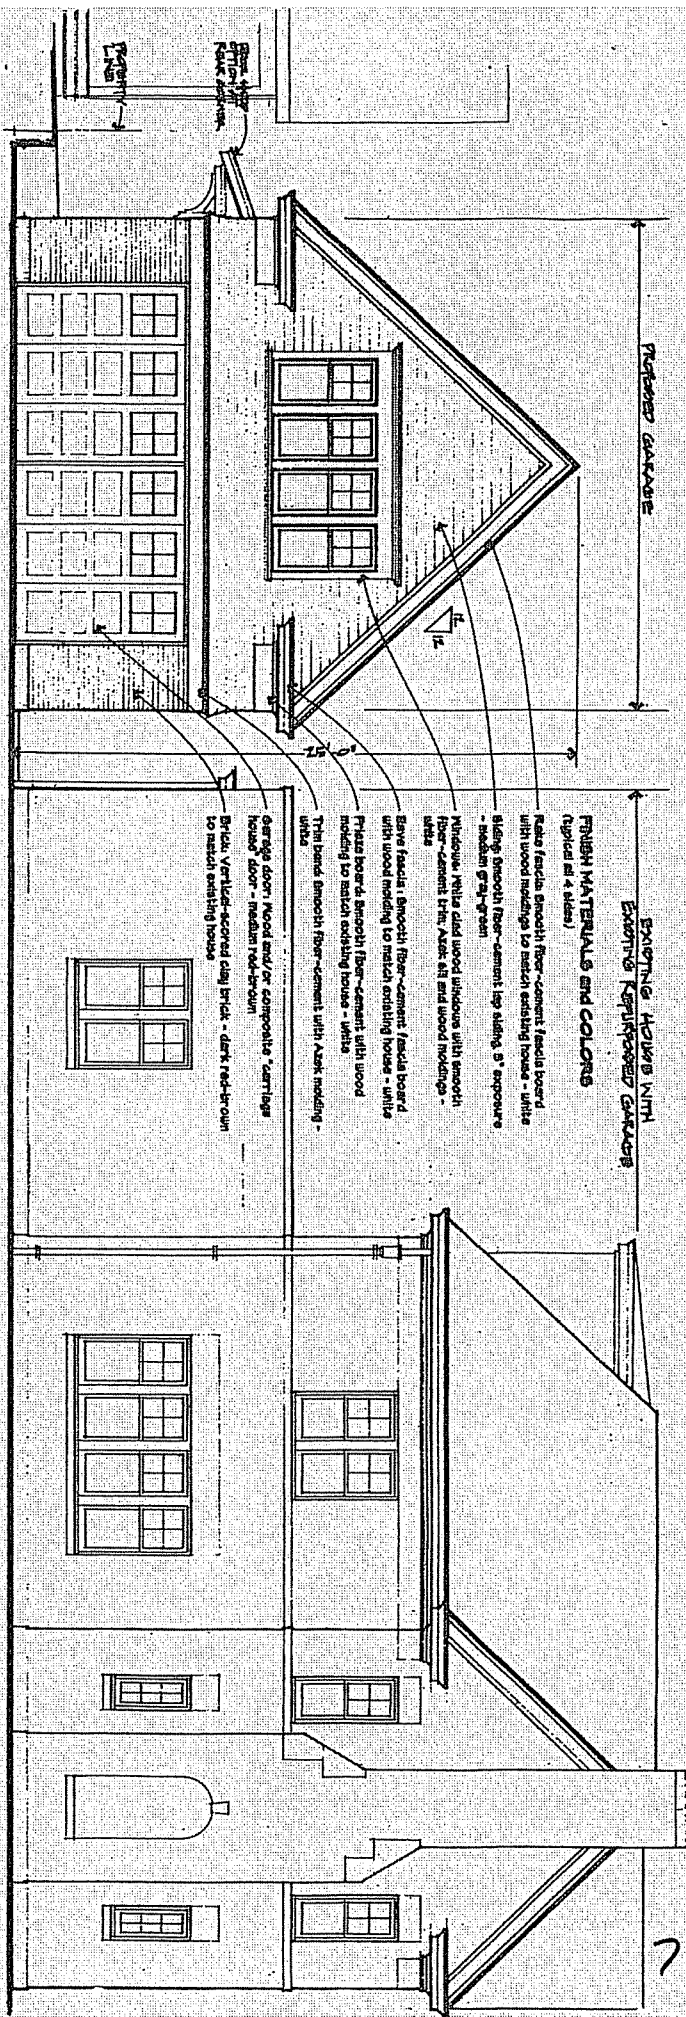 PROPOSED GARAGE
EXISTING HOUSE WITH
EXISTING REPURPOSED GARAGE
FINISH MATERIALS and COLORS
(typical all 4 sides)
Rake fascia: Smooth fiber-cement fascia board
with wood moldings to match existing house - white
Siding: Smooth fiber-cement lap siding, 5" exposure
- medium gray-green
Windows: White clad wood windows with smooth
fiber-cement trim, Azek sill and wood moldings -
white
Eave fascia: Smooth fiber-cement fascia board
with wood molding to match existing house - white
Frieze board: Smooth fiber-cement with wood
molding to match existing house - white
Trim band: Smooth fiber-cement with Azek molding -
white
Garage door: Wood and/or composite "carriage
house" door - medium red-brown
Brick: Vertical-scored clay brick - dark red-brown
to match existing house
12
12
PROPERTY
LINE
7